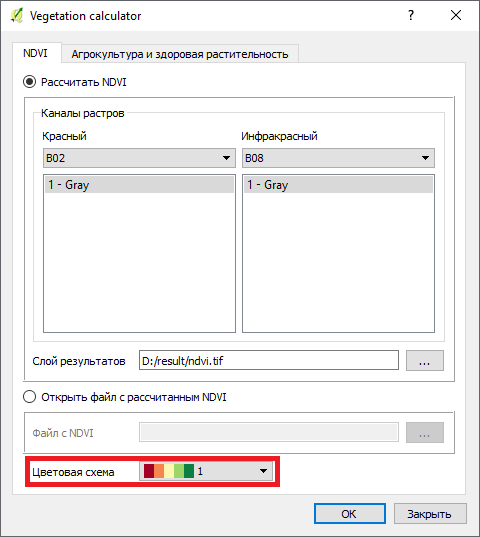 Vegetation calculator
NDVI
Агрокультура и здоровая растительность
Рассчитать NDVI
Каналы растров
Красный Инфракрасный
B02 B08
1 - Gray 1 - Gray
Слой результатов D:/result/ndvi.tif ...
Открыть файл с рассчитанным NDVI
Файл с NDVI ...
Цветовая схема 1
OK Закрыть